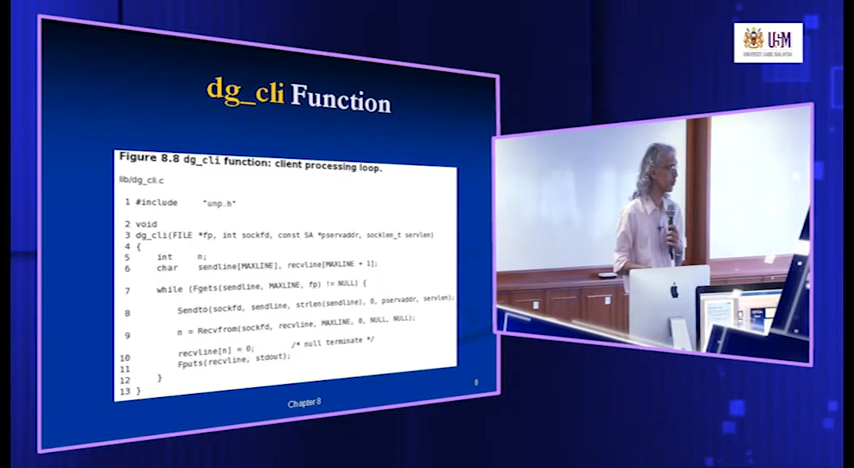 dg_cli Function
Figure 8.8 dg_cli function: client processing loop.
lib/dg_cli.c
1 #include "unp.h"
2 void
3 dg_cli(FILE *fp, int sockfd, const SA *pservaddr, socklen_t servlen)
4 {
5 int n;
6 char sendline[MAXLINE], recvline[MAXLINE + 1];
7 while (Fgets(sendline, MAXLINE, fp) != NULL) {
8 Sendto(sockfd, sendline, strlen(sendline), 0, pservaddr, servlen);
9 n = Recvfrom(sockfd, recvline, MAXLINE, 0, NULL, NULL);
10 recvline[n] = 0; /* null terminate */
11 Fputs(recvline, stdout);
12 }
13 }
Chapter 8
8
USM
UNIVERSITI SAINS MALAYSIA